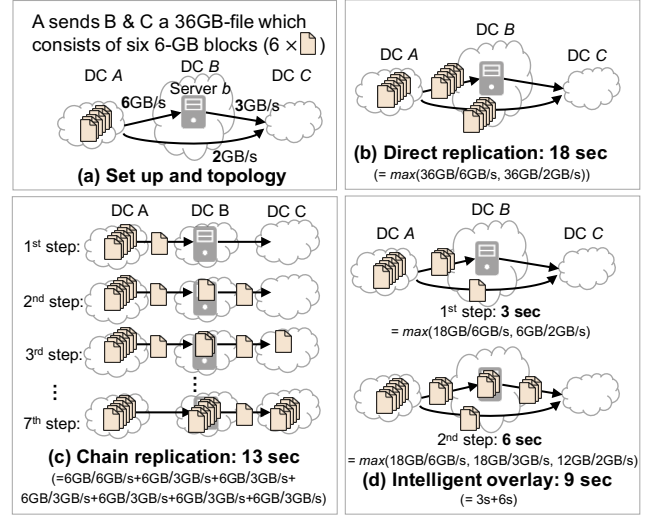 A sends B & C a 36GB-file which
consists of six 6-GB blocks (6 × )
DC A
DC B
DC C
Server b
6GB/s
3GB/s
2GB/s
(a) Set up and topology
DC A
DC B
DC C
(b) Direct replication: 18 sec
(= max(36GB/6GB/s, 36GB/2GB/s))
DC A
DC B
DC C
1st step:
2nd step:
3rd step:
⋮
⋮
7th step:
(c) Chain replication: 13 sec
(=6GB/6GB/s+6GB/3GB/s+6GB/3GB/s+
6GB/3GB/s+6GB/3GB/s+6GB/3GB/s+6GB/3GB/s)
DC A
DC B
DC C
1st step: 3 sec
= max(18GB/6GB/s, 6GB/2GB/s)
2nd step: 6 sec
= max(18GB/6GB/s, 18GB/3GB/s, 12GB/2GB/s)
(d) Intelligent overlay: 9 sec
(= 3s+6s)